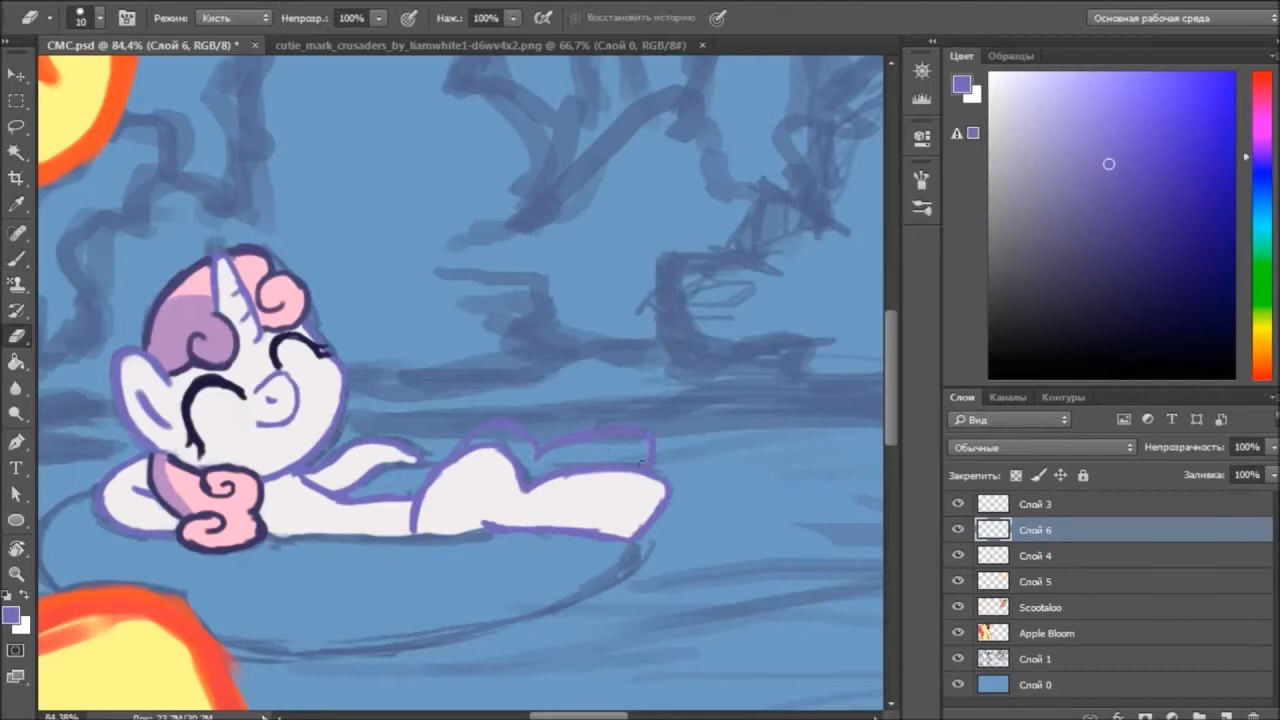 10 Режим: Кисть Непрозр.: 100% Наж.: 100% Восстановить историю Основная рабочая среда
CMC.psd @ 84,4% (Слой 6, RGB/8) * × cutie_mark_crusaders_by_liamwhite1-d6wv4x2.png @ 66,7% (Слой 0, RGB/8#) ×
Цвет Образцы
Слои Каналы Контуры
Вид
Обычные Непрозрачность: 100%
Закрепить: Заливка: 100%
Слой 3
Слой 6
Слой 4
Слой 5
Scootaloo
Apple Bloom
Слой 1
Слой 0
84,38%